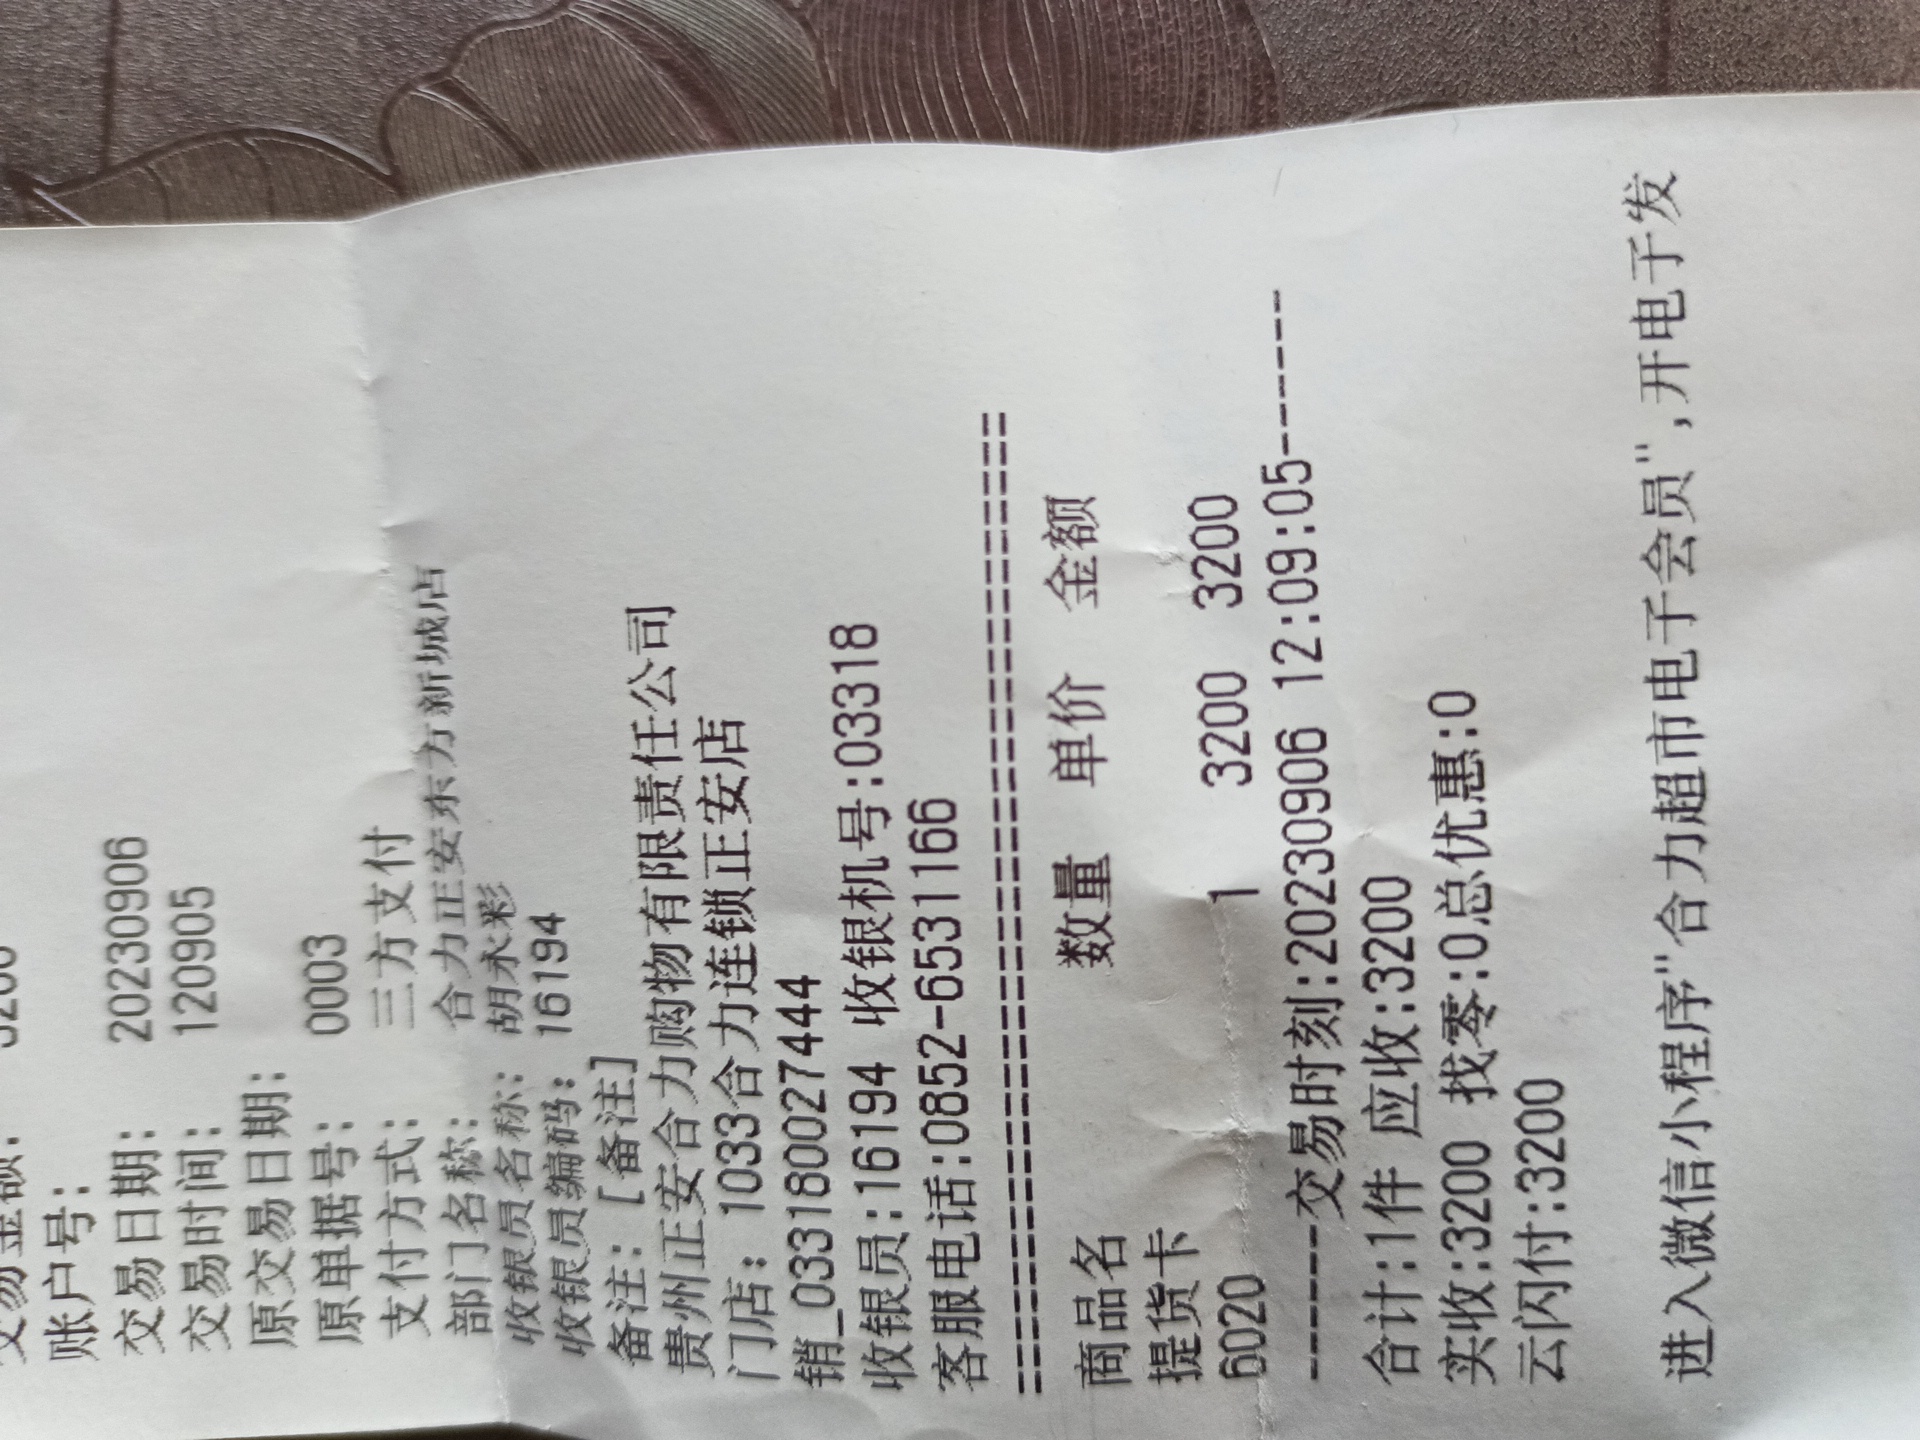 交易金额: 3200
账户号:
交易日期: 20230906
交易时间: 120905
原交易日期:
原单据号: 0003
支付方式: 三方支付
部门名称: 合力正安东方新城店
收银员名称: 胡永彩
收银员编码: 16194
备注: [备注]
贵州正安合力购物有限责任公司
门店: 1033合力连锁正安店
销_033180027444
收银员:16194 收银机号:03318
客服电话:0852-6531166
==========================================
商品名 数量 单价 金额
提货卡
6020 1 3200 3200
------交易时刻:20230906 12:09:05------
合计:1件 应收:3200
实收:3200 找零:0总优惠:0
云闪付:3200
进入微信小程序"合力超市电子会员",开电子发